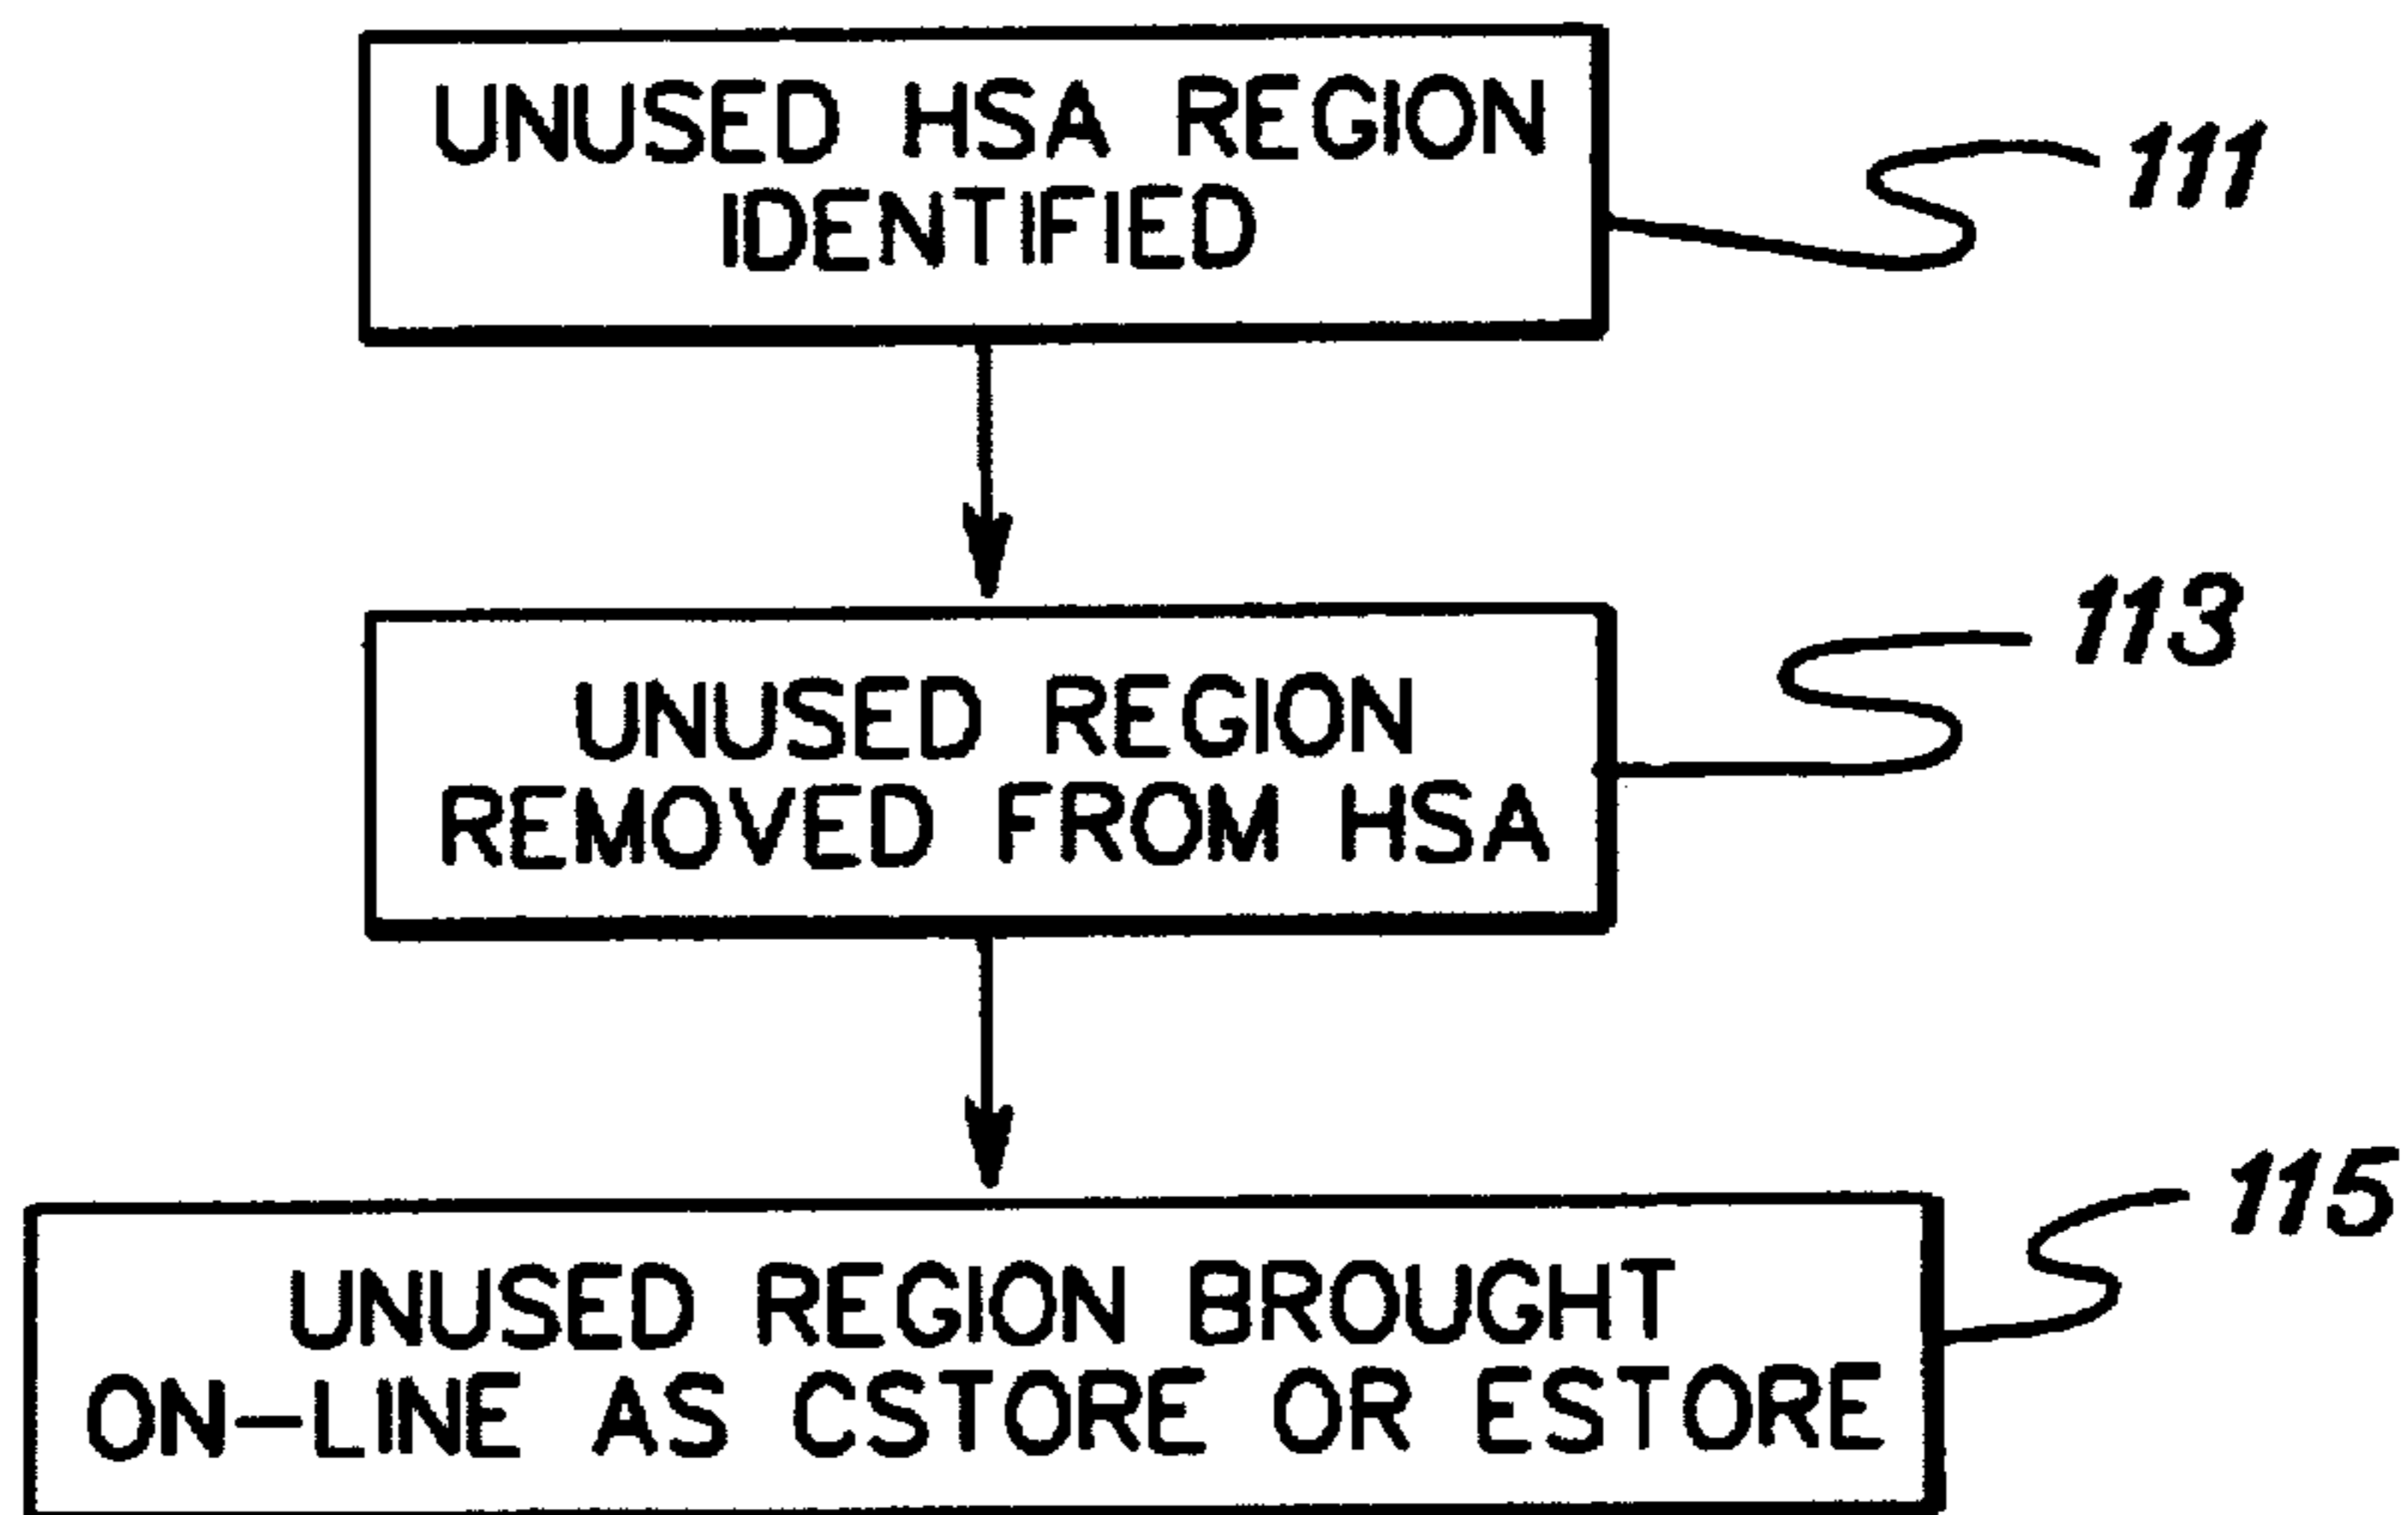 UNUSED HSA REGION
IDENTIFIED
111
UNUSED REGION
REMOVED FROM HSA
113
UNUSED REGION BROUGHT
ON-LINE AS CSTORE OR ESTORE
115